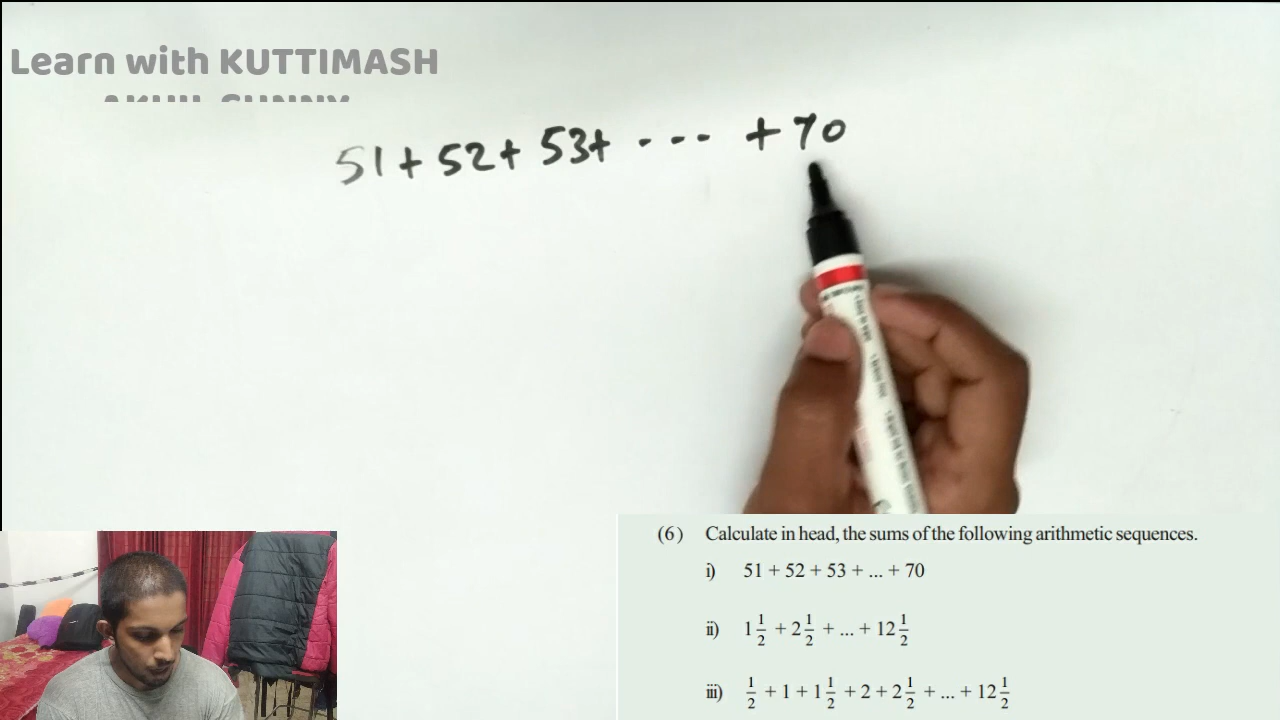 Learn with KUTTIMASH
AKHIL SUNNY
51 + 52 + 53 + --- + 70
(6) Calculate in head, the sums of the following arithmetic sequences.
i) 51 + 52 + 53 + ... + 70
ii) 1 1/2 + 2 1/2 + ... + 12 1/2
iii) 1/2 + 1 + 1 1/2 + 2 + 2 1/2 + ... + 12 1/2